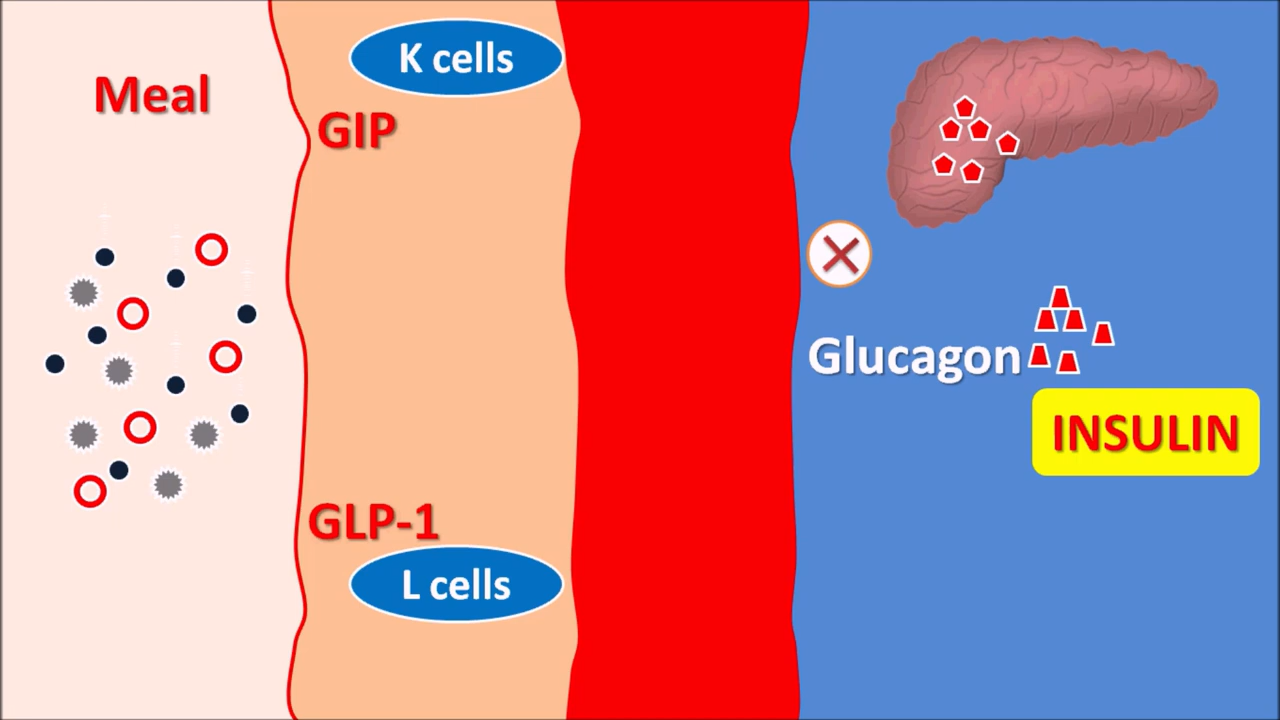 Meal
K cells
GIP
Glucagon
INSULIN
GLP-1
L cells